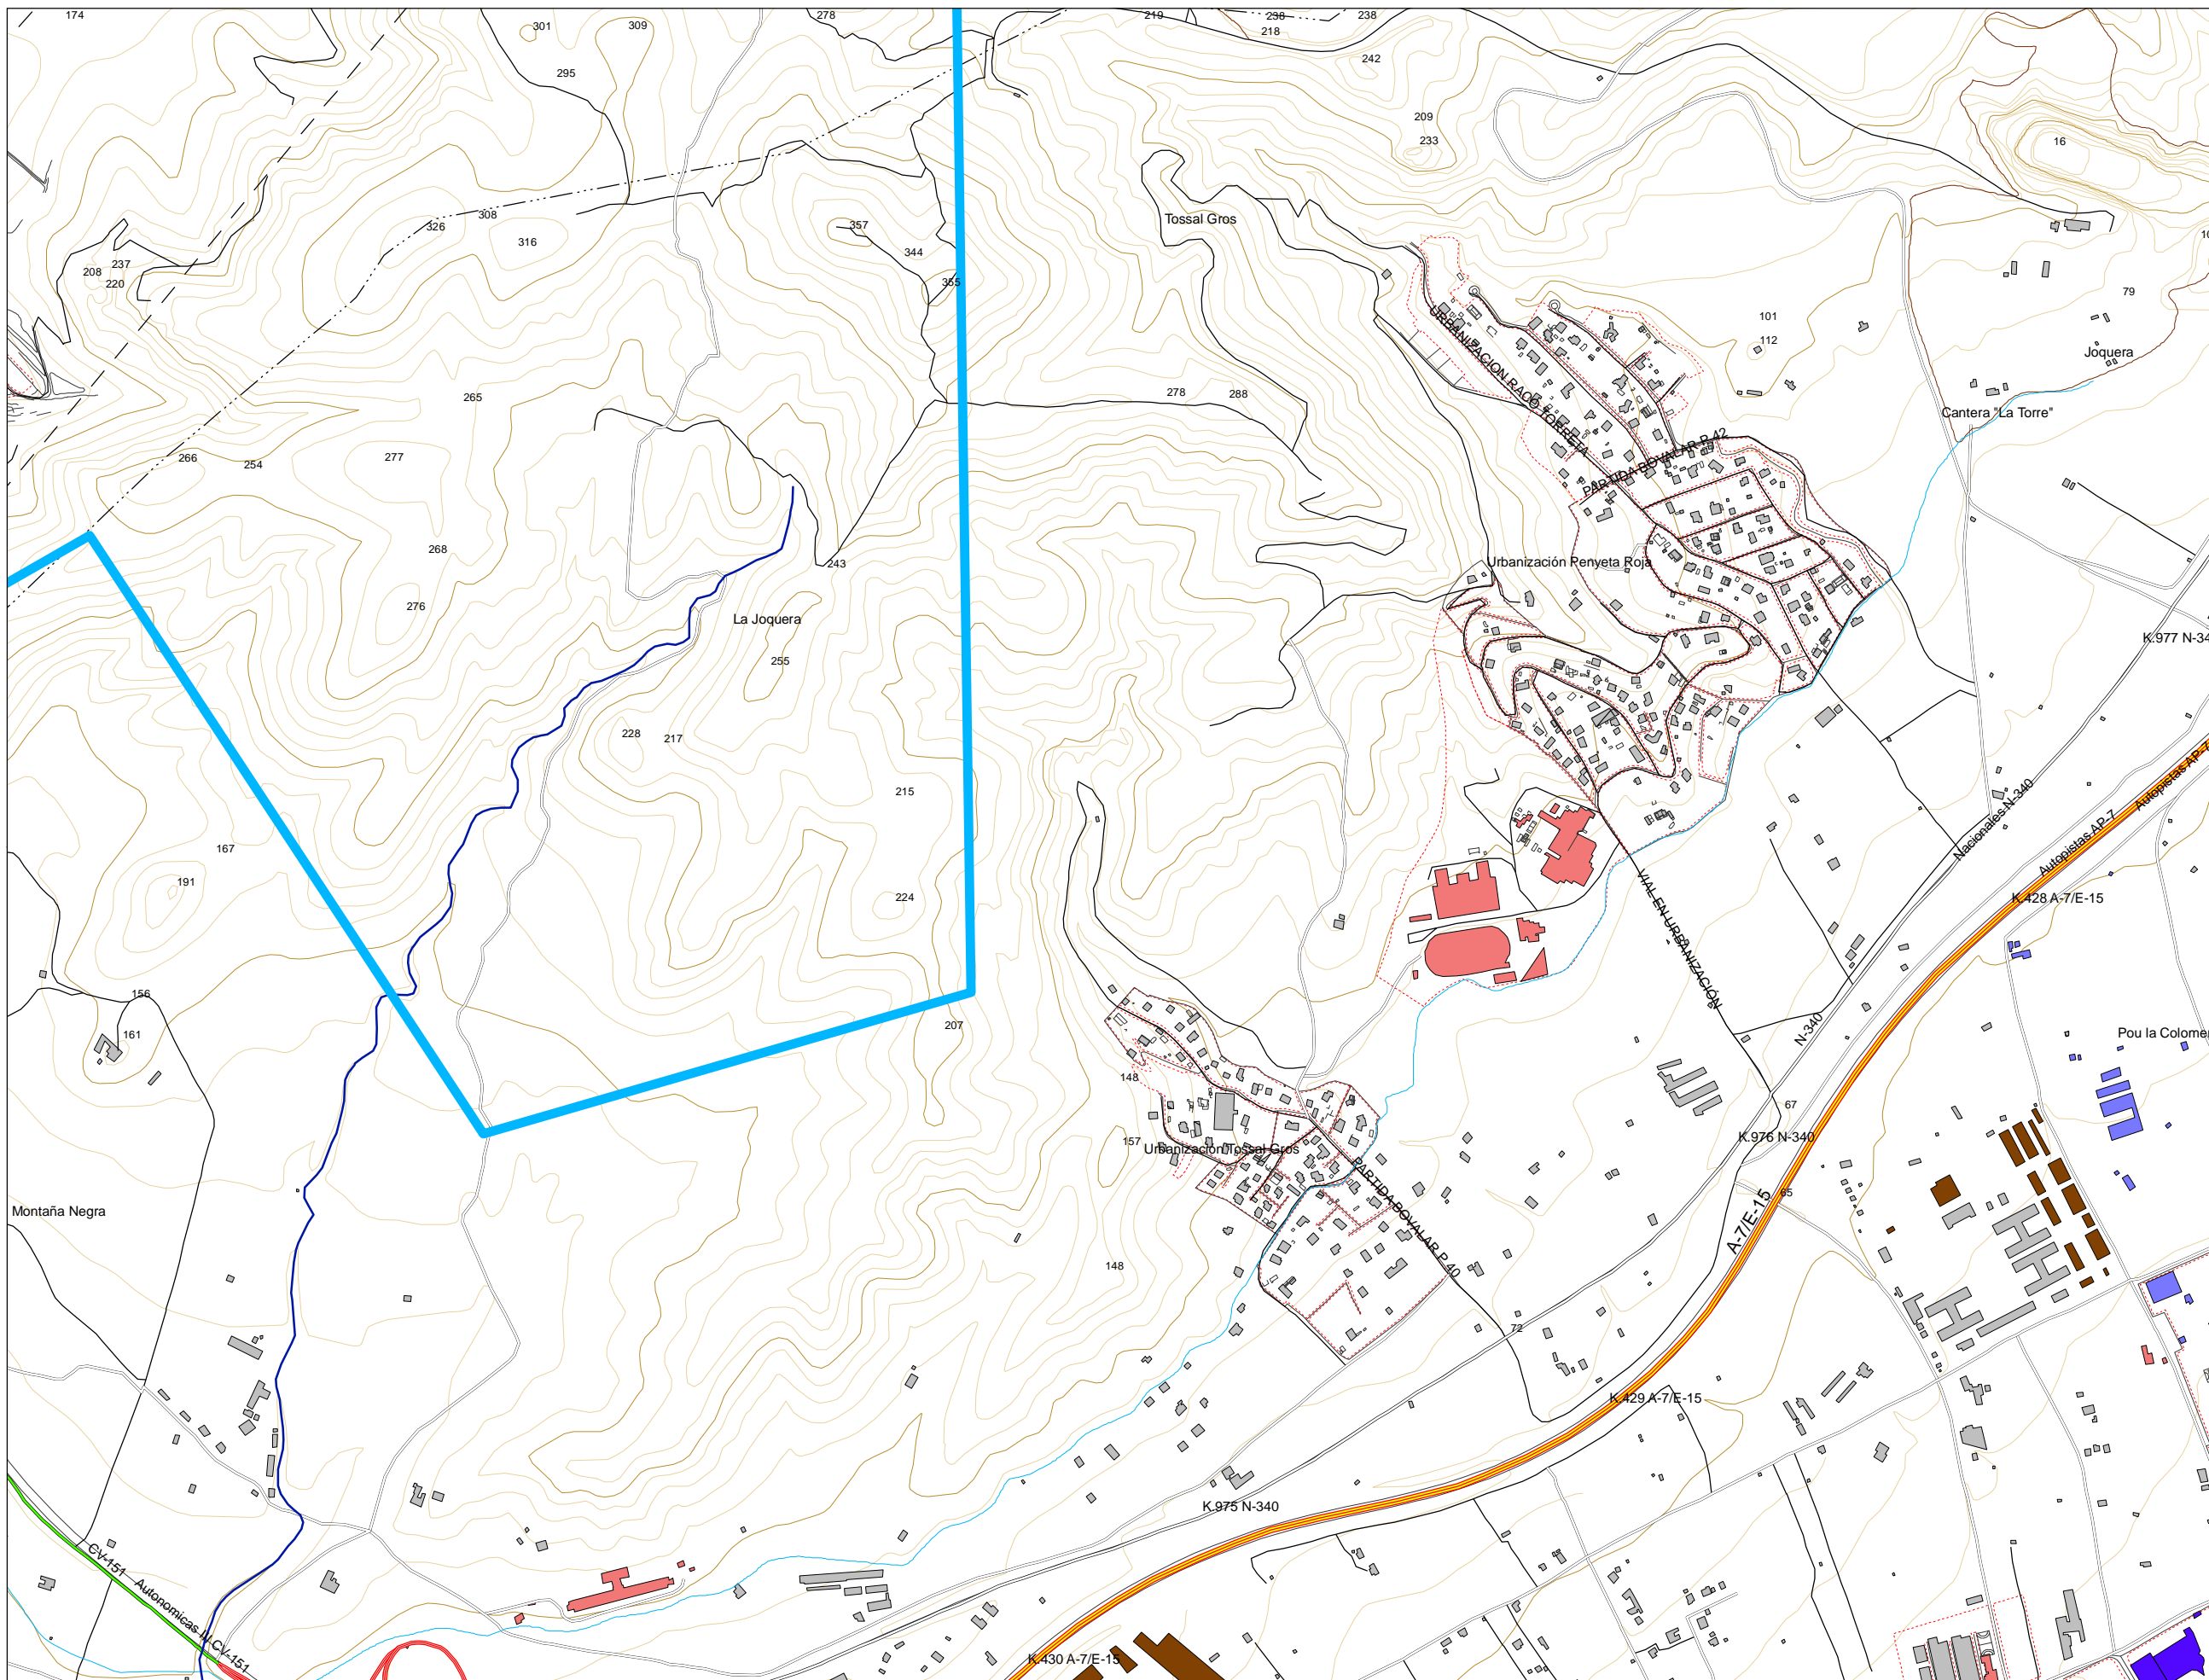 174
301
309
278
219
238
238
218
295
242
209
233
16
308
326
316
357
344
355
Tossal Gros
208
237
220
79
101
112
Joquera
URBANIZACION RACO TORRETA
278
288
265
Cantera "La Torre"
PARTIDA BOVALAR P.42
266
254
277
268
243
Urbanización Penyeta Roja
276
La Joquera
K.977 N-34
255
228
217
215
Autopistas AP-7
Nacionales N-340
Autopistas AP-7
167
191
224
K.428 A-7/E-15
VIAL EN URBANIZACIÓN
156
161
207
N-340
Pou la Colomer
148
67
157
Urbanización Tossal Gros
K.976 N-340
PARTIDA BOVALAR P.40
65
A-7/E-15
Montaña Negra
148
72
K.429 A-7/E-15
K.975 N-340
CV-151
Autonomicas III CV-151
K.430 A-7/E-15